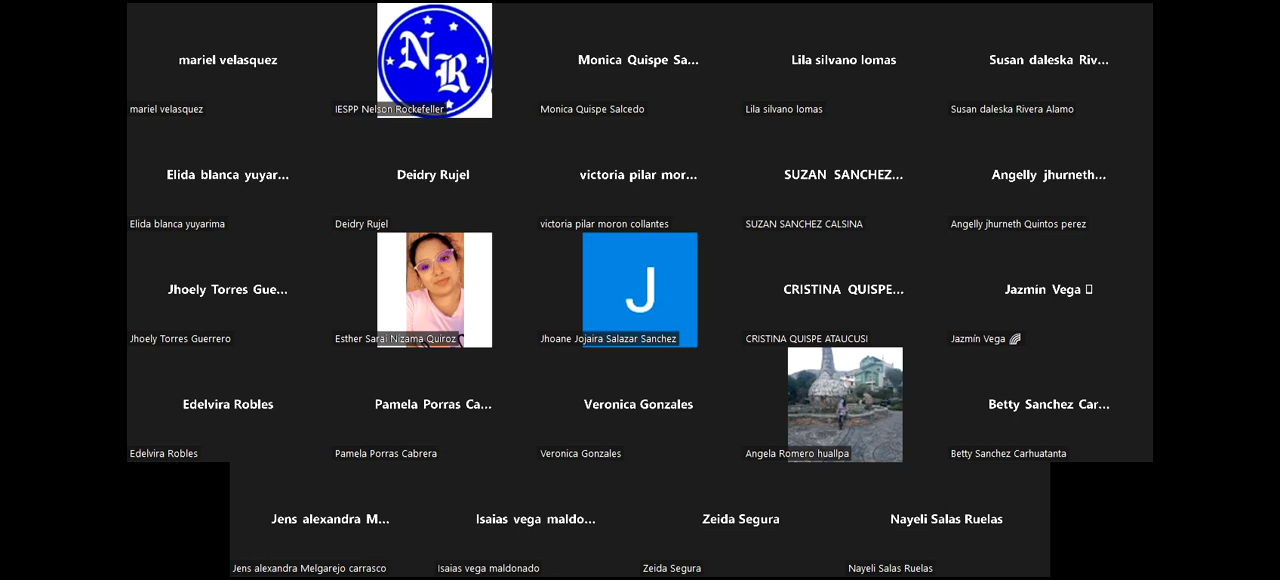 mariel velasquez
mariel velasquez
N
R
IESPP Nelson Rockefeller
Monica Quispe Sa...
Monica Quispe Salcedo
Lila silvano lomas
Lila silvano lomas
Susan daleska Riv...
Susan daleska Rivera Alamo
Elida blanca yuyar...
Elida blanca yuyarima
Deidry Rujel
Deidry Rujel
victoria pilar mor...
victoria pilar moron collantes
SUZAN SANCHEZ...
SUZAN SANCHEZ CALSINA
Angelly jhurneth...
Angelly jhurneth Quintos perez
Jhoely Torres Gue...
Jhoely Torres Guerrero
Esther Sarai Nizama Quiroz
J
Jhoane Jojaira Salazar Sanchez
CRISTINA QUISPE...
CRISTINA QUISPE ATAUCUSI
Jazmín Vega
Jazmín Vega 🌈
Edelvira Robles
Edelvira Robles
Pamela Porras Ca...
Pamela Porras Cabrera
Veronica Gonzales
Veronica Gonzales
Angela Romero huallpa
Betty Sanchez Car...
Betty Sanchez Carhuatanta
Jens alexandra M...
Jens alexandra Melgarejo carrasco
Isaias vega maldo...
Isaias vega maldonado
Zeida Segura
Zeida Segura
Nayeli Salas Ruelas
Nayeli Salas Ruelas